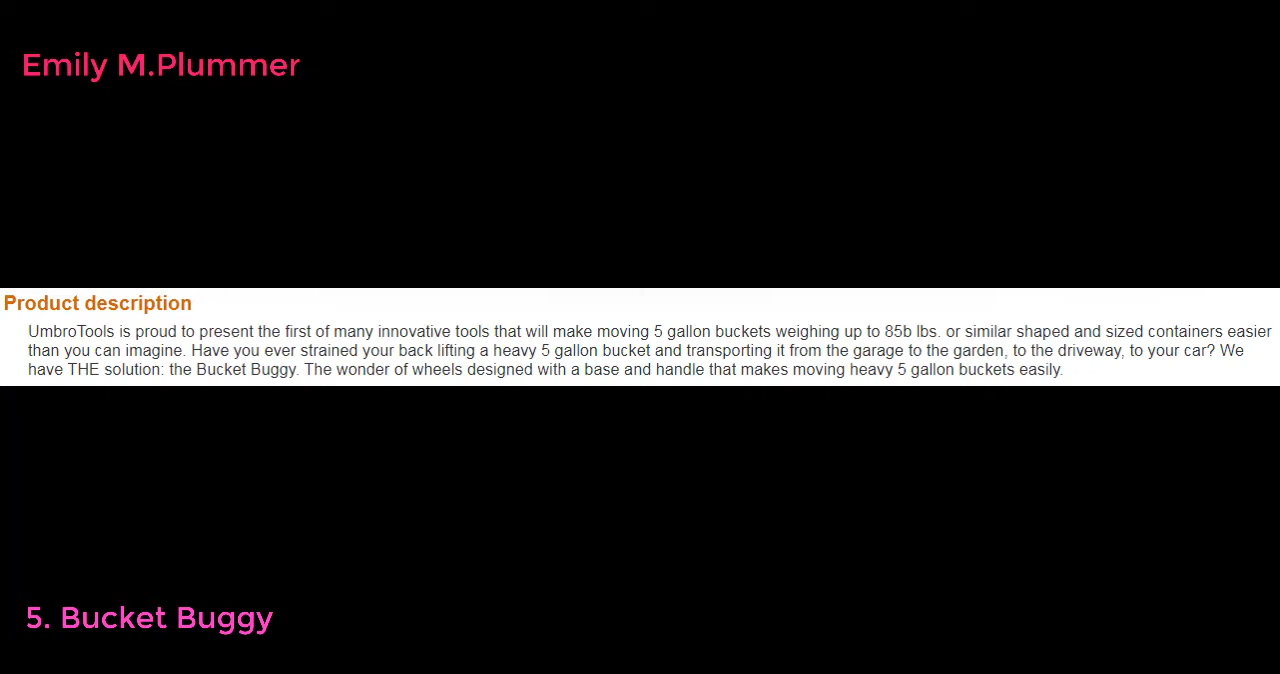 Emily M.Plummer
Product description
UmbroTools is proud to present the first of many innovative tools that will make moving 5 gallon buckets weighing up to 85b lbs. or similar shaped and sized containers easier
than you can imagine. Have you ever strained your back lifting a heavy 5 gallon bucket and transporting it from the garage to the garden, to the driveway, to your car? We
have THE solution: the Bucket Buggy. The wonder of wheels designed with a base and handle that makes moving heavy 5 gallon buckets easily.
5. Bucket Buggy